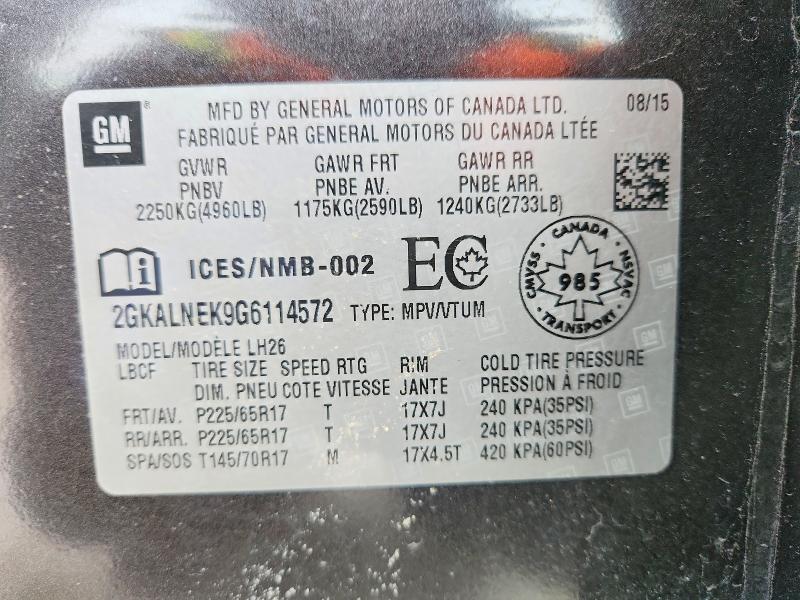 GM
MFD BY GENERAL MOTORS OF CANADA LTD. 08/15
FABRIQUÉ PAR GENERAL MOTORS DU CANADA LTÉE
GVWR GAWR FRT GAWR RR
PNBV PNBE AV. PNBE ARR.
2250KG(4960LB) 1175KG(2590LB) 1240KG(2733LB)
i ICES/NMB-002 EC
CANADA
CMVSS 985 NSVAC
TRANSPORT
2GKALNEK9G6114572 TYPE: MPV/VTUM
MODEL/MODÈLE LH26
LBCF TIRE SIZE SPEED RTG RIM COLD TIRE PRESSURE
DIM. PNEU COTE VITESSE JANTE PRESSION À FROID
FRT/AV. P225/65R17 T 17X7J 240 KPA(35PSI)
RR/ARR. P225/65R17 T 17X7J 240 KPA(35PSI)
SPA/SOS T145/70R17 M 17X4.5T 420 KPA(60PSI)